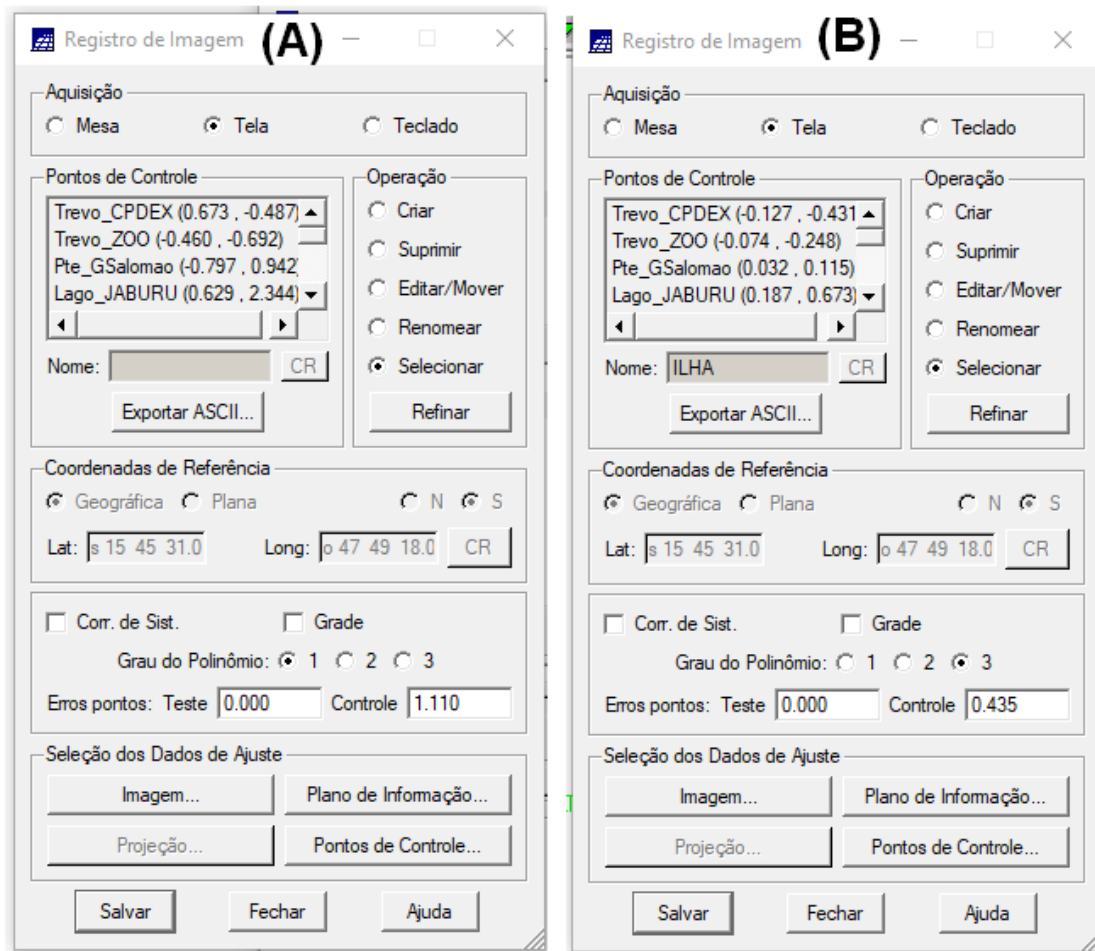 Registro de Imagem (A)
Aquisição
Mesa Tela Teclado
Pontos de Controle
Trevo_CPDEX (0.673 , -0.487)
Trevo_ZOO (-0.460 , -0.692)
Pte_GSalomao (-0.797 , 0.942)
Lago_JABURU (0.629 , 2.344)
Nome: CR
Exportar ASCII...
Operação
Criar
Suprimir
Editar/Mover
Renomear
Selecionar
Refinar
Coordenadas de Referência
Geográfica Plana N S
Lat: s 15 45 31.0 Long: o 47 49 18.0 CR
Corr. de Sist. Grade
Grau do Polinômio: 1 2 3
Erros pontos: Teste 0.000 Controle 1.110
Seleção dos Dados de Ajuste
Imagem... Plano de Informação...
Projeção... Pontos de Controle...
Salvar Fechar Ajuda
Registro de Imagem (B)
Aquisição
Mesa Tela Teclado
Pontos de Controle
Trevo_CPDEX (-0.127 , -0.431
Trevo_ZOO (-0.074 , -0.248)
Pte_GSalomao (0.032 , 0.115)
Lago_JABURU (0.187 , 0.673)
Nome: ILHA CR
Exportar ASCII...
Operação
Criar
Suprimir
Editar/Mover
Renomear
Selecionar
Refinar
Coordenadas de Referência
Geográfica Plana N S
Lat: s 15 45 31.0 Long: o 47 49 18.0 CR
Corr. de Sist. Grade
Grau do Polinômio: 1 2 3
Erros pontos: Teste 0.000 Controle 0.435
Seleção dos Dados de Ajuste
Imagem... Plano de Informação...
Projeção... Pontos de Controle...
Salvar Fechar Ajuda